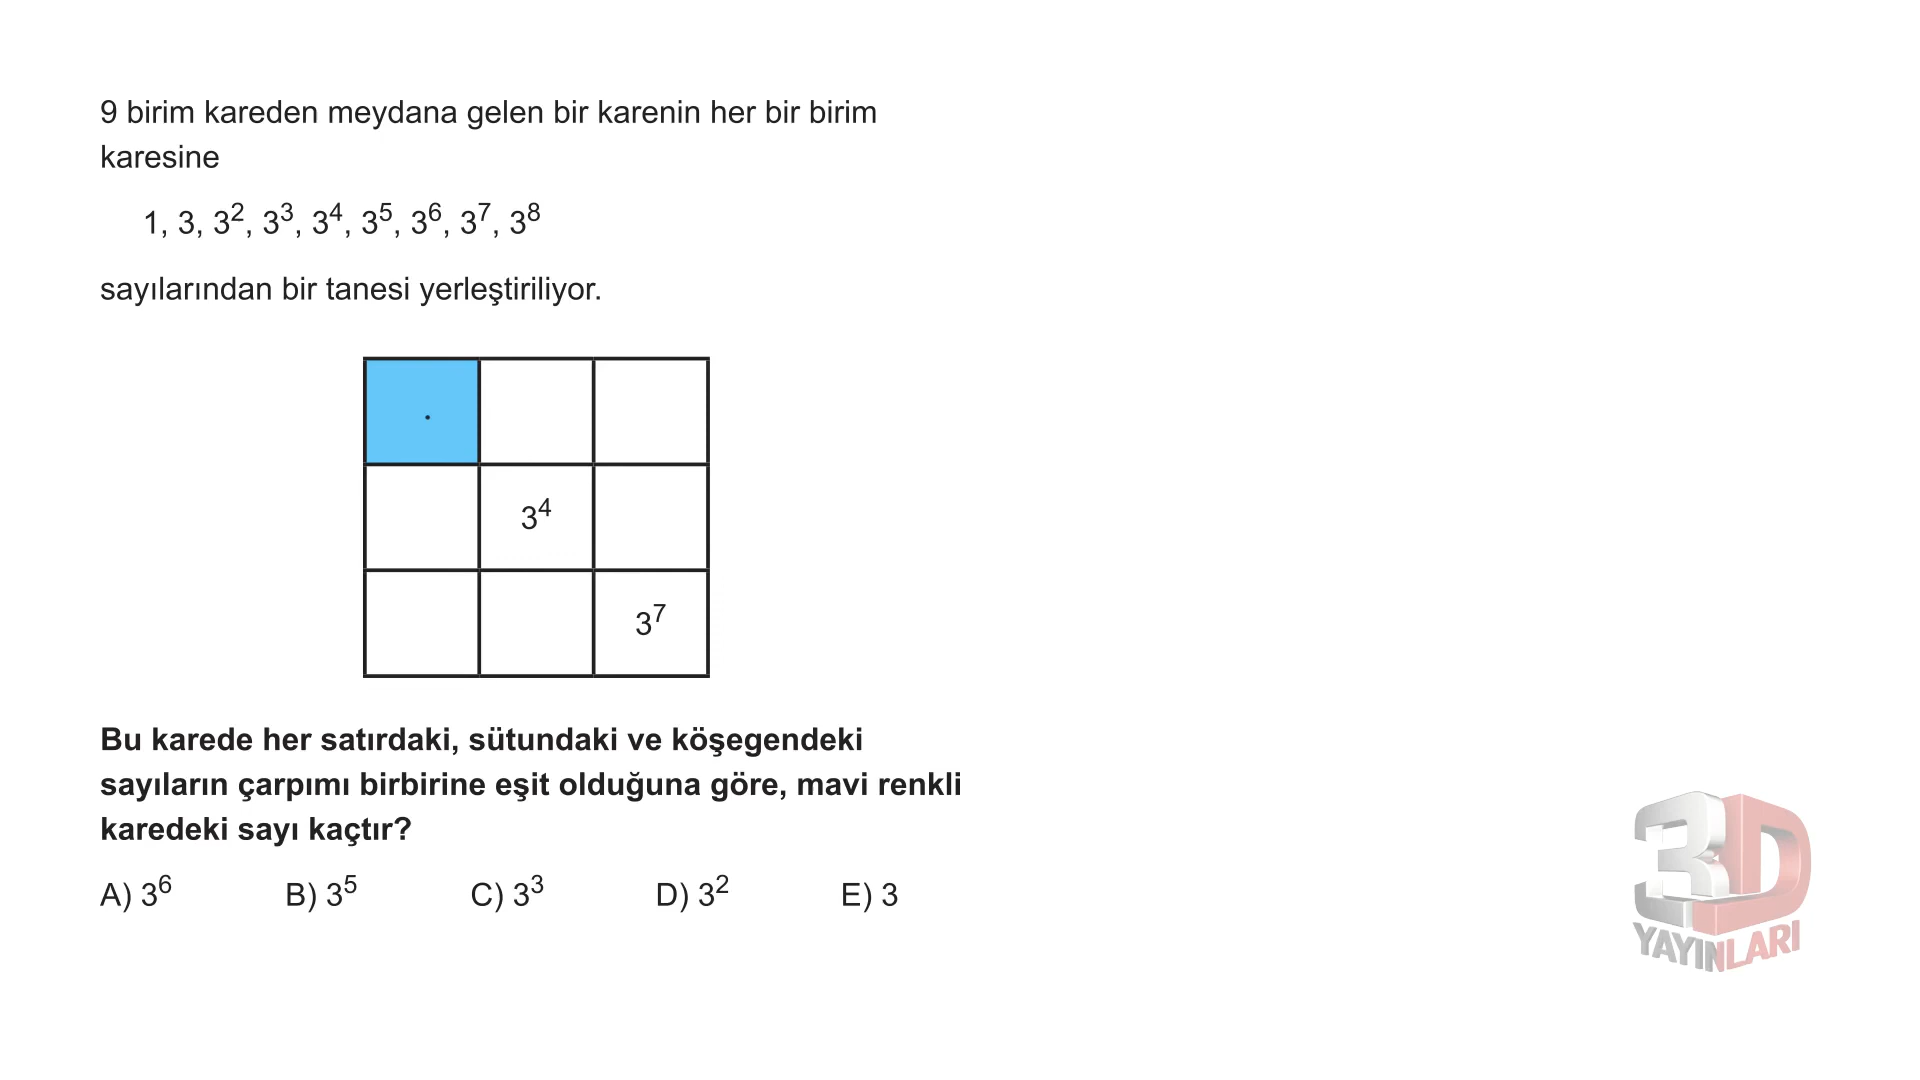 9 birim kareden meydana gelen bir karenin her bir birim
karesine
1, 3, 3², 3³, 3⁴, 3⁵, 3⁶, 3⁷, 3⁸
sayılarından bir tanesi yerleştiriliyor.
3⁴
3⁷
Bu karede her satırdaki, sütundaki ve köşegendeki
sayıların çarpımı birbirine eşit olduğuna göre, mavi renkli
karedeki sayı kaçtır?
A) 3⁶ B) 3⁵ C) 3³ D) 3² E) 3
3D
YAYINLARI